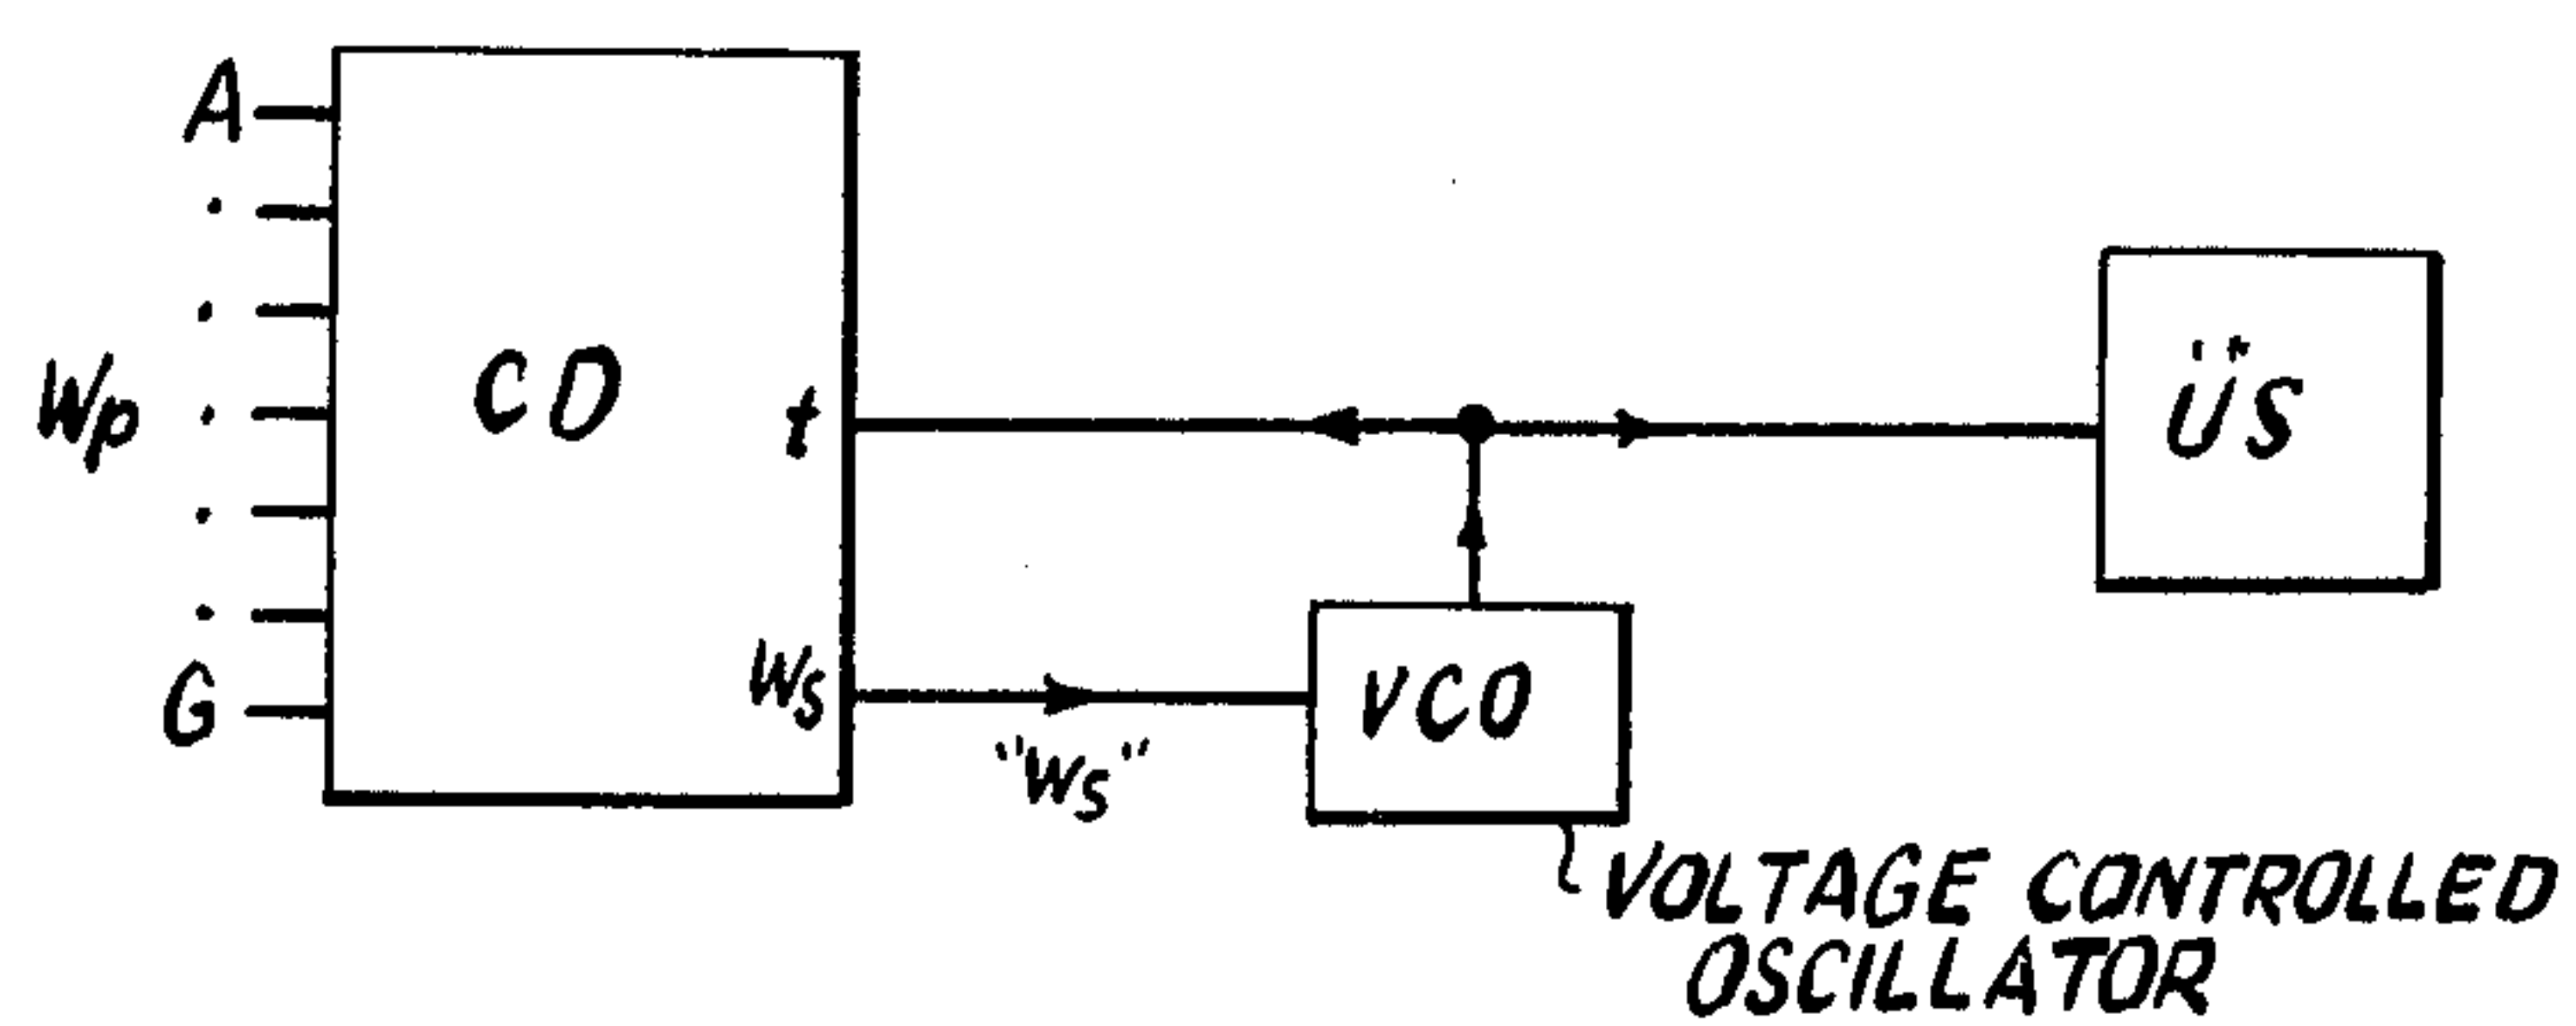 A
CD
ÜS
Wp
t
G
Ws
"Ws"
VCO
VOLTAGE CONTROLLED
OSCILLATOR